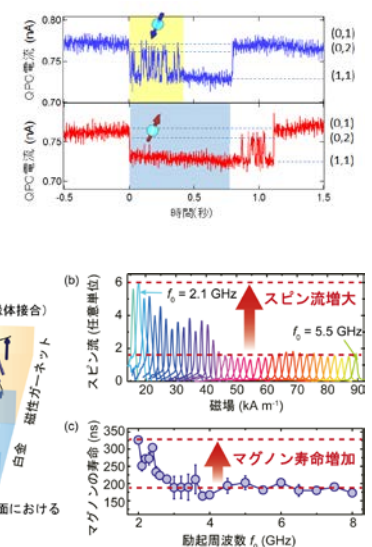 QPC電流 (nA)
0.80
0.75
0.70
(0,1)
(0,2)
(1,1)
QPC電流 (nA)
0.75
0.70
(0,1)
(0,2)
(1,1)
-0.5 0 0.5 1.0 1.5
時間(秒)
体接合)
磁性ガーネット
白金
面における
(b)
スピン流 (任意単位)
6
4
2
0
f₀ = 2.1 GHz
スピン流増大
f₀ = 5.5 GHz
20 30 40 50 60 70 80 90
磁場 (kA m⁻¹)
(c)
マグノンの寿命 (ns)
350
300
250
200
150
マグノン寿命増加
2 4 6 8
励起周波数 f₀ (GHz)